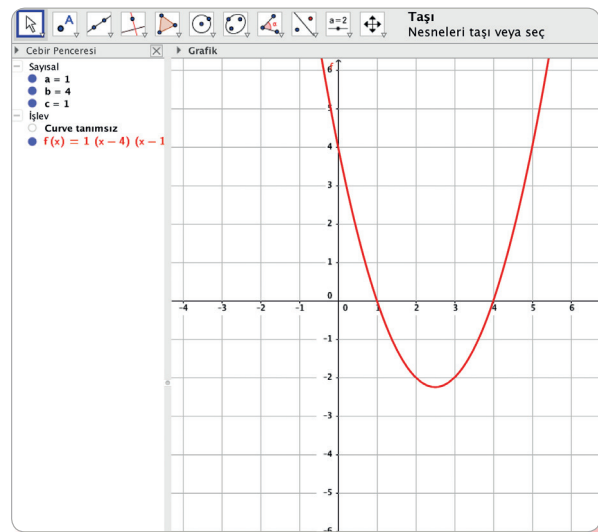 a=2
Taşı
Nesneleri taşı veya seç
Cebir Penceresi
Grafik
Sayısal
a = 1
b = 4
c = 1
İşlev
Curve tanımsız
f(x) = 1 (x − 4) (x − 1
f
6
5
4
3
2
1
0
-1
-2
-3
-4
-5
-6
-4 -3 -2 -1 0 1 2 3 4 5 6